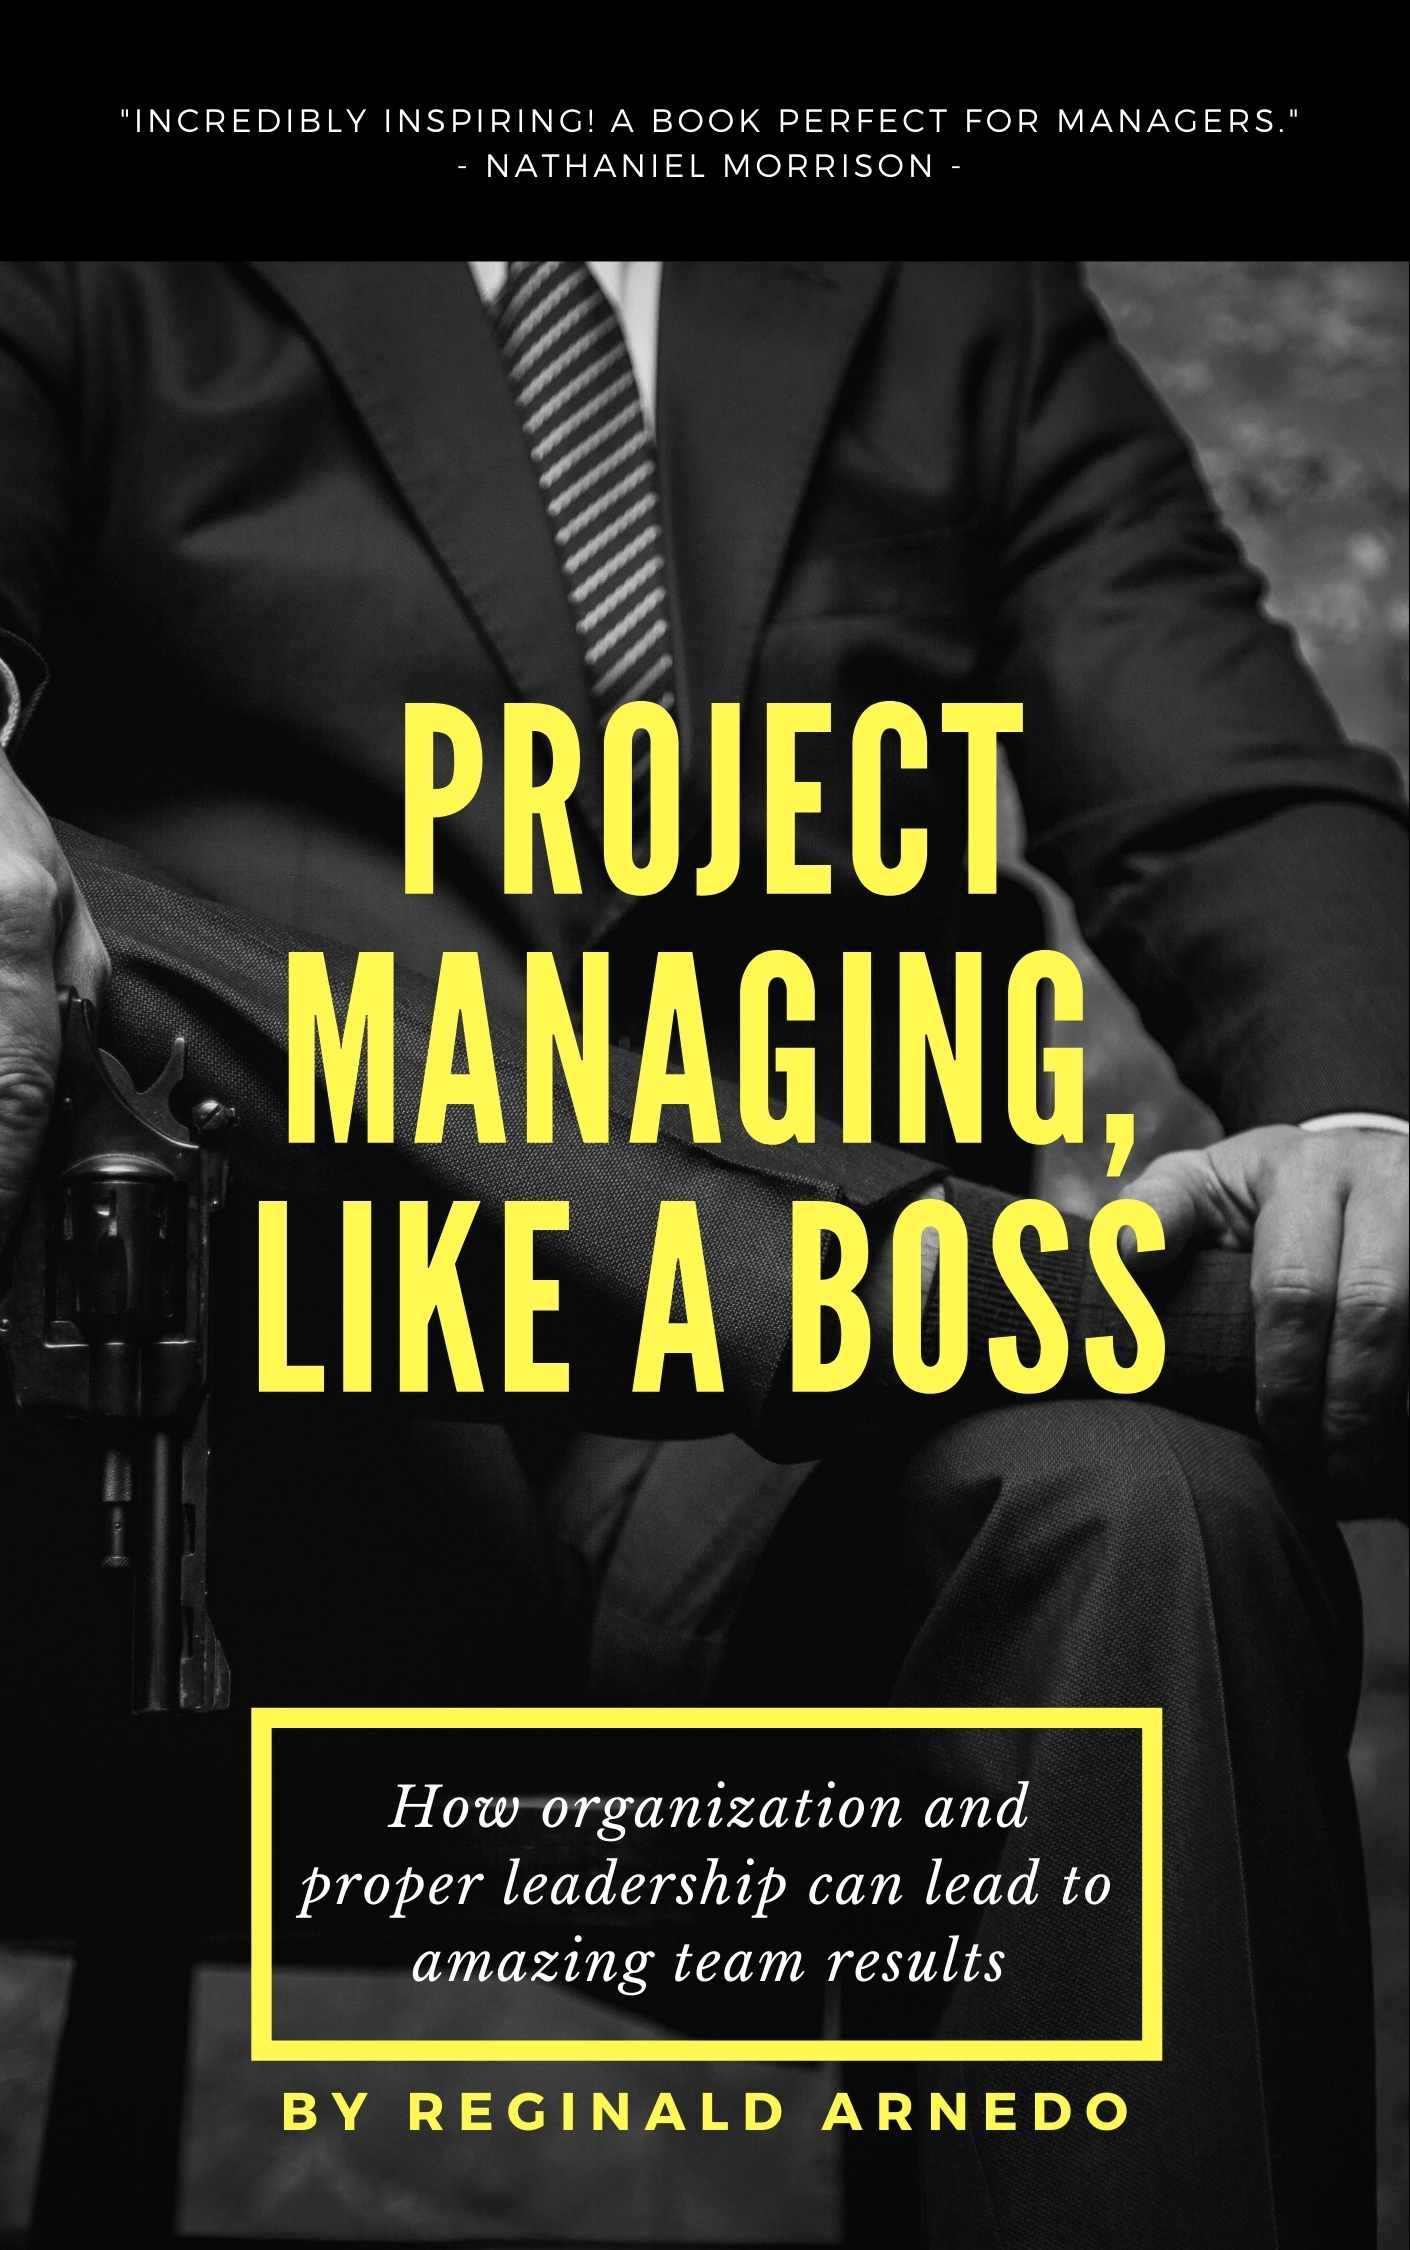 "INCREDIBLY INSPIRING! A BOOK PERFECT FOR MANAGERS."
- NATHANIEL MORRISON -
PROJECT
MANAGING,
LIKE A BOSS
How organization and
proper leadership can lead to
amazing team results
BY REGINALD ARNEDO